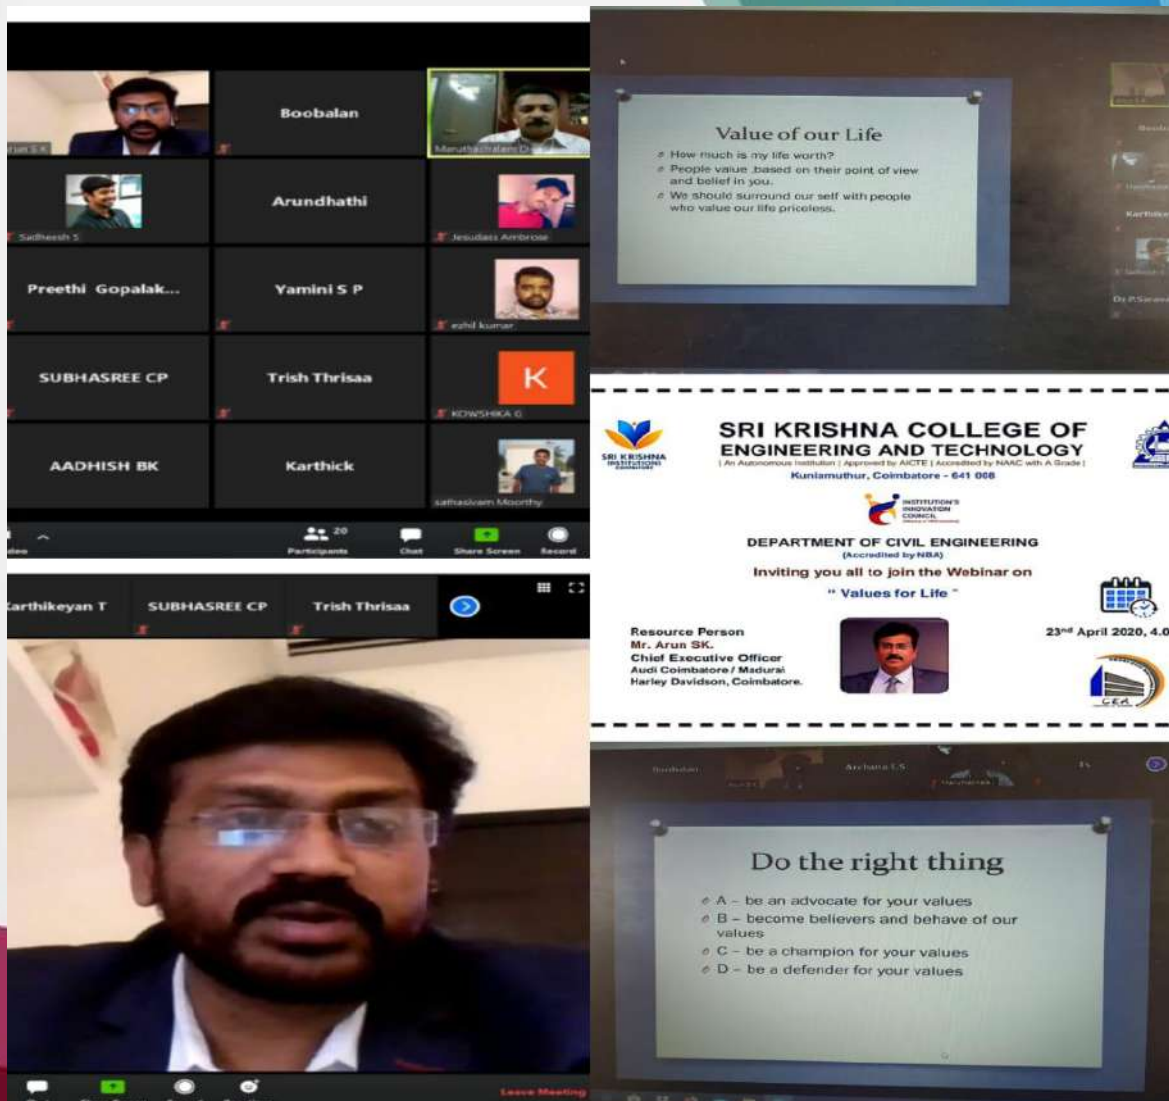 Boobalan
Maruthachalam D
Sadheesh S
Arundhathi
Jesudass Ambrose
Preethi Gopalak...
Yamini S P
ezhil kumar
SUBHASREE CP
Trish Thrisaa
K
KOWSHIKA G
AADHISH BK
Karthick
sathasivam Moorthy
20
Participants
Chat
Share Screen
Record
Karthikeyan T
SUBHASREE CP
Trish Thrisaa
Leave Meeting
Value of our Life
How much is my life worth?
People value ,based on their point of view
and belief in you.
We should surround our self with people
who value our life priceless.
SRI KRISHNA
INSTITUTIONS
COIMBATORE
SRI KRISHNA COLLEGE OF
ENGINEERING AND TECHNOLOGY
| An Autonomous Institution | Approved by AICTE | Accredited by NAAC with A Grade |
Kuniamuthur, Coimbatore - 641 008
INSTITUTION'S
INNOVATION
COUNCIL
DEPARTMENT OF CIVIL ENGINEERING
(Accredited by NBA)
Inviting you all to join the Webinar on
" Values for Life "
Resource Person
Mr. Arun SK.
Chief Executive Officer
Audi Coimbatore / Madurai
Harley Davidson, Coimbatore.
23rd April 2020, 4.0
Archana LS
Do the right thing
A – be an advocate for your values
B – become believers and behave of our
values
C – be a champion for your values
D – be a defender for your values